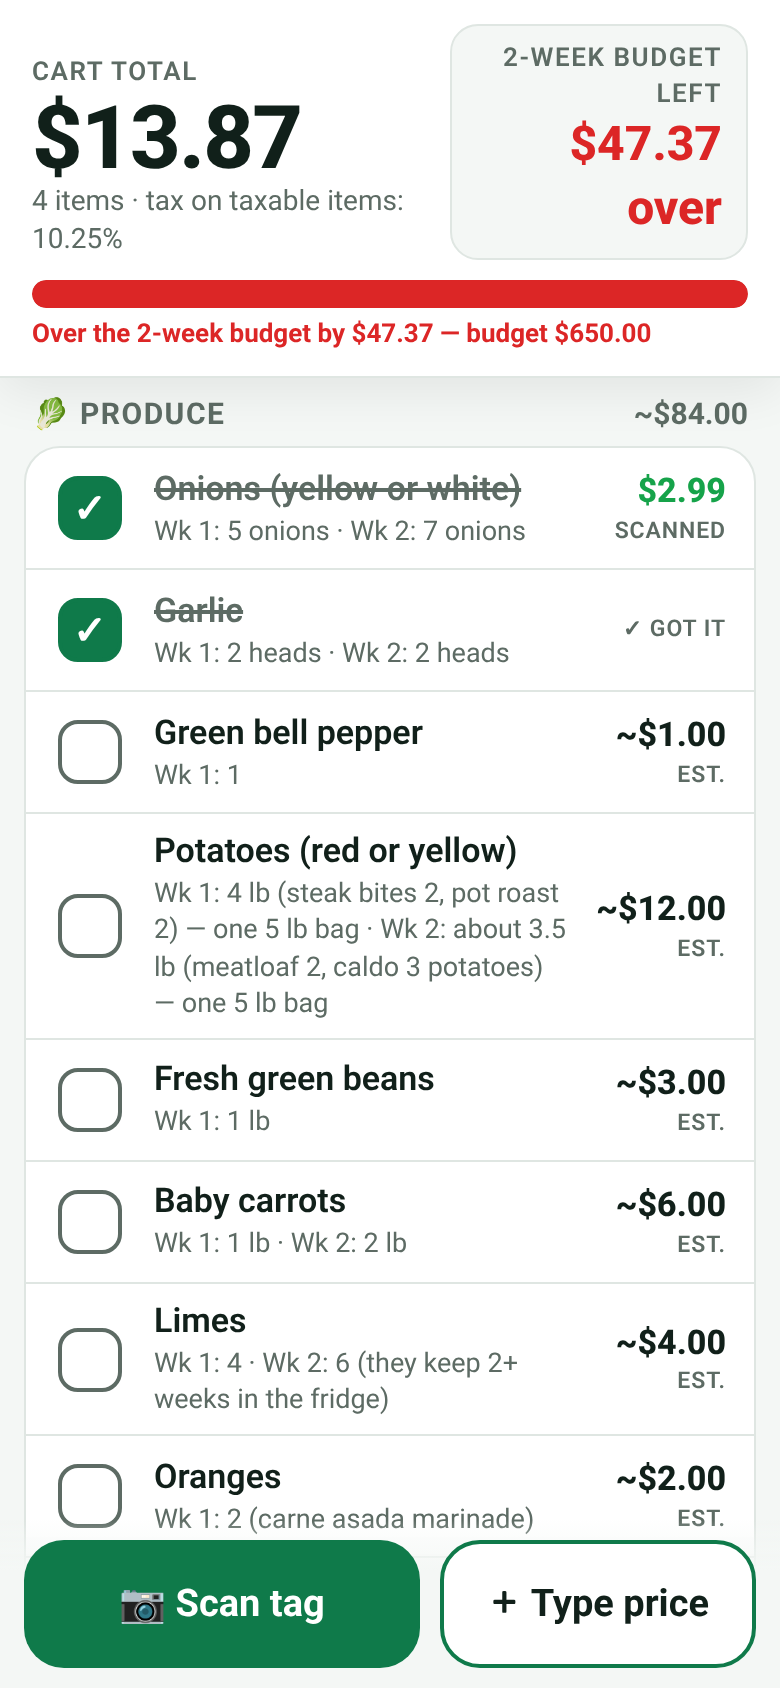 CART TOTAL
$13.87
4 items · tax on taxable items:
10.25%
2-WEEK BUDGET
LEFT
$47.37
over
Over the 2-week budget by $47.37 — budget $650.00
🥬 PRODUCE ~$84.00
✓ Onions (yellow or white) $2.99
Wk 1: 5 onions · Wk 2: 7 onions SCANNED
✓ Garlic
Wk 1: 2 heads · Wk 2: 2 heads ✓ GOT IT
Green bell pepper ~$1.00
Wk 1: 1 EST.
Potatoes (red or yellow)
Wk 1: 4 lb (steak bites 2, pot roast
2) — one 5 lb bag · Wk 2: about 3.5
lb (meatloaf 2, caldo 3 potatoes)
— one 5 lb bag
~$12.00
EST.
Fresh green beans ~$3.00
Wk 1: 1 lb EST.
Baby carrots ~$6.00
Wk 1: 1 lb · Wk 2: 2 lb EST.
Limes
Wk 1: 4 · Wk 2: 6 (they keep 2+
weeks in the fridge)
~$4.00
EST.
Oranges ~$2.00
Wk 1: 2 (carne asada marinade) EST.
📷 Scan tag
+ Type price